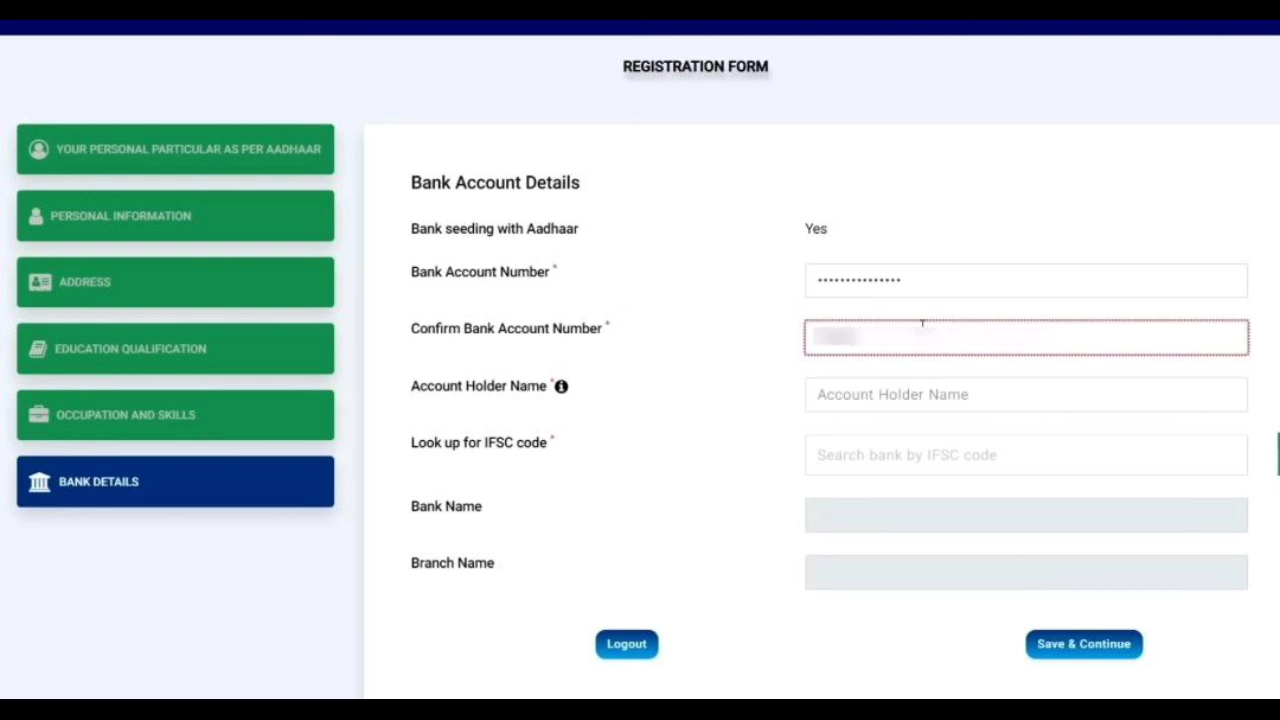 REGISTRATION FORM
YOUR PERSONAL PARTICULAR AS PER AADHAAR
PERSONAL INFORMATION
ADDRESS
EDUCATION QUALIFICATION
OCCUPATION AND SKILLS
BANK DETAILS
Bank Account Details
Bank seeding with Aadhaar Yes
Bank Account Number * •••••••••••••••
Confirm Bank Account Number *
Account Holder Name * Account Holder Name
Look up for IFSC code * Search bank by IFSC code
Bank Name
Branch Name
Logout Save & Continue